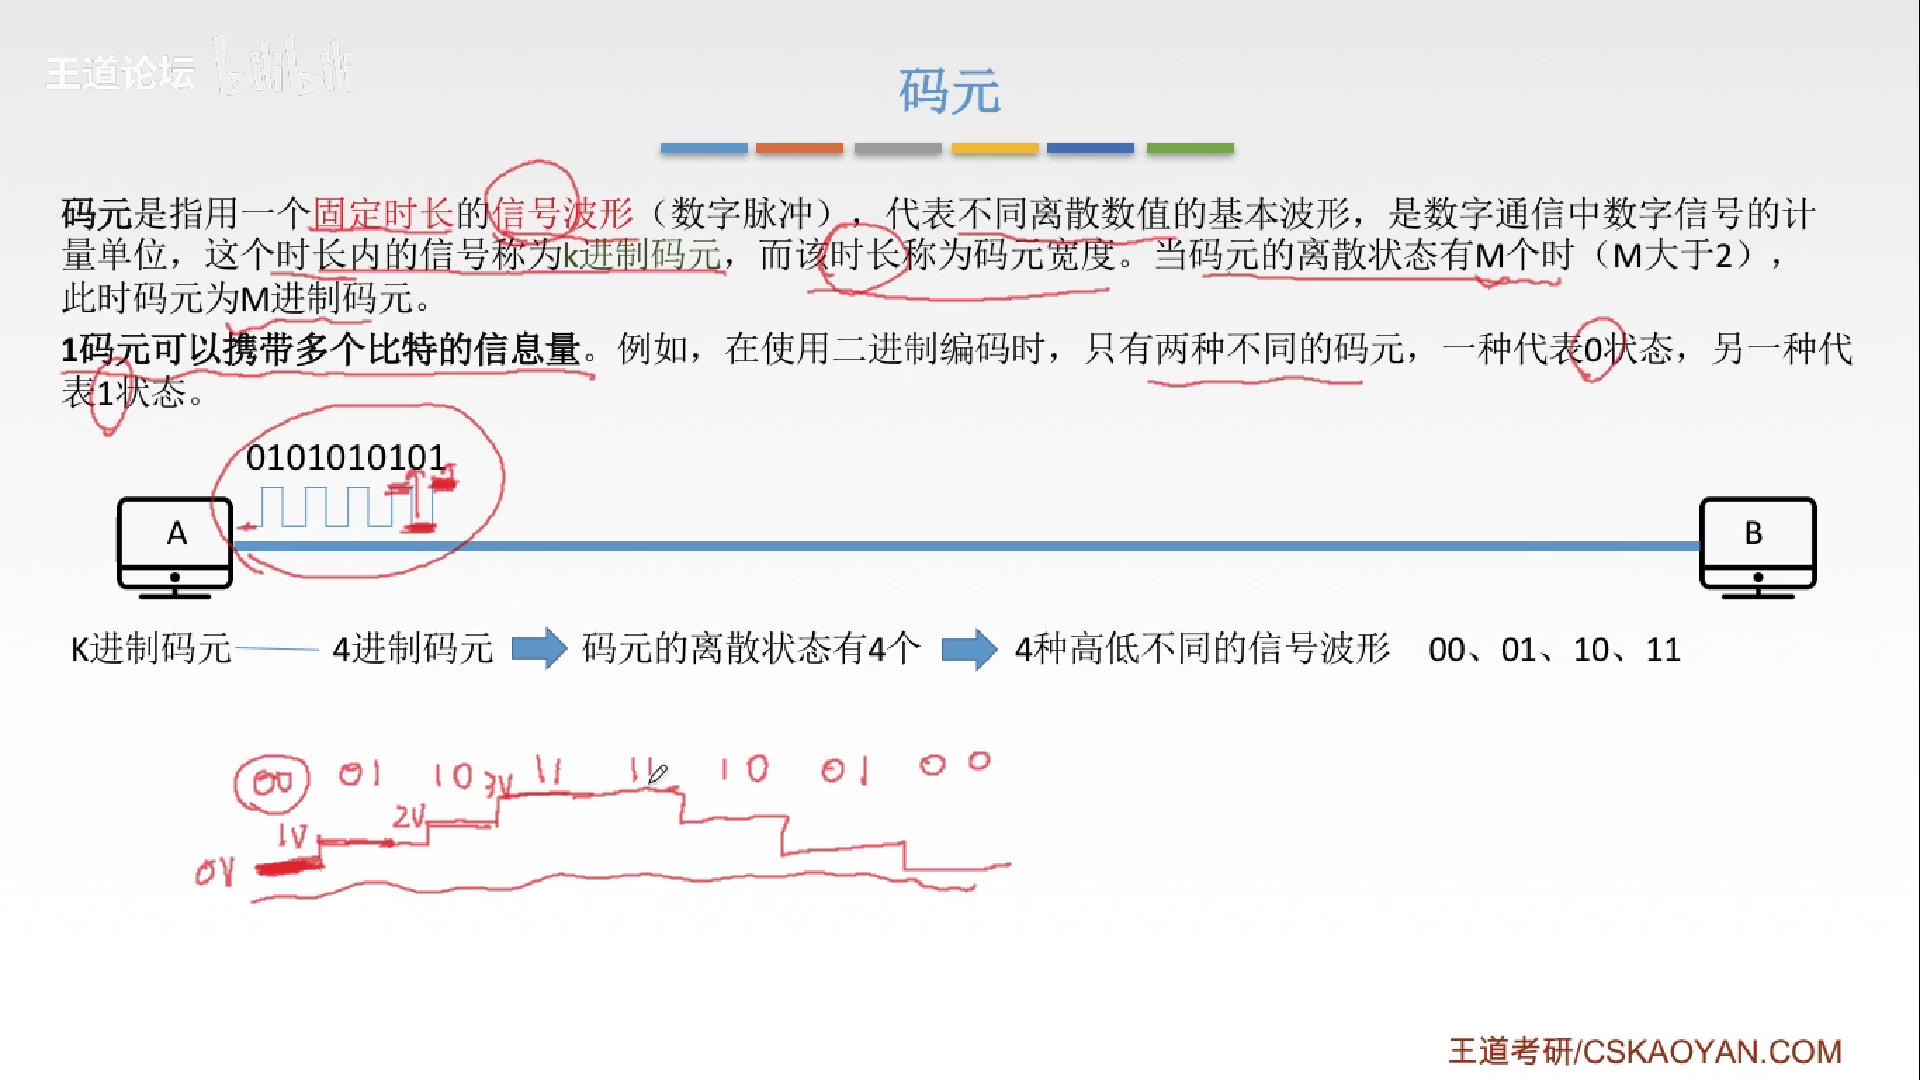 王道论坛 bilibili
码元
码元是指用一个固定时长的信号波形（数字脉冲），代表不同离散数值的基本波形，是数字通信中数字信号的计
量单位，这个时长内的信号称为k进制码元，而该时长称为码元宽度。当码元的离散状态有M个时（M大于2），
此时码元为M进制码元。
1码元可以携带多个比特的信息量。例如，在使用二进制编码时，只有两种不同的码元，一种代表0状态，另一种代
表1状态。
0101010101
A
B
K进制码元 4进制码元 码元的离散状态有4个 4种高低不同的信号波形 00、01、10、11
00 01 10 11 11 10 01 00
3V
2V
1V
0V
王道考研/CSKAOYAN.COM